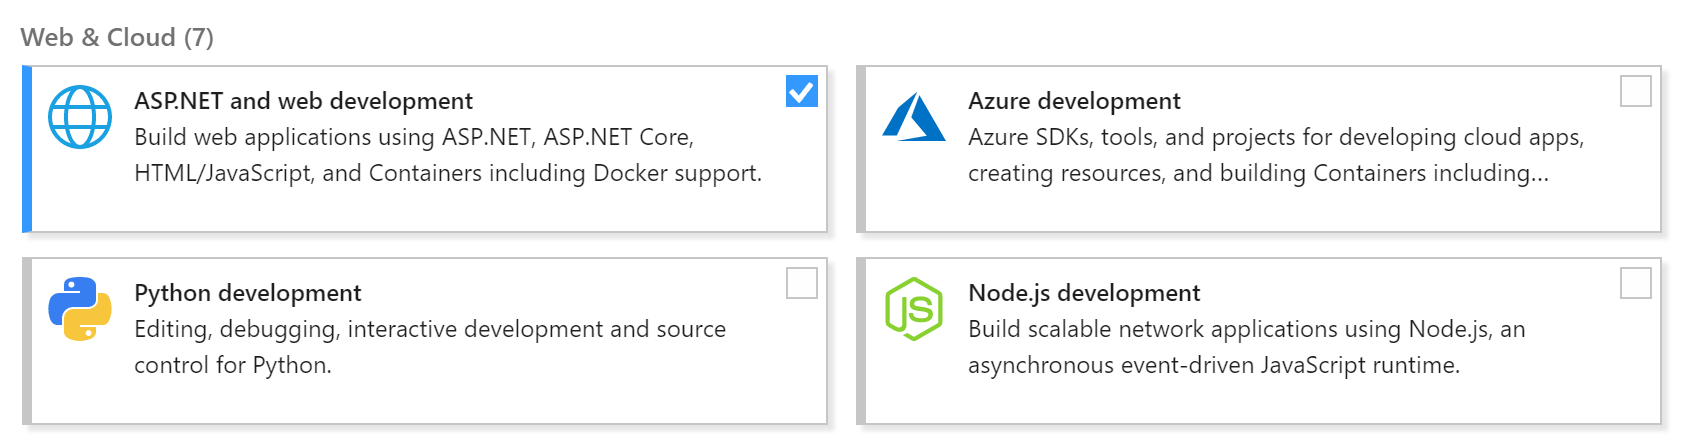 Web & Cloud (7)
ASP.NET and web development
Build web applications using ASP.NET, ASP.NET Core,
HTML/JavaScript, and Containers including Docker support.
Azure development
Azure SDKs, tools, and projects for developing cloud apps,
creating resources, and building Containers including...
Python development
Editing, debugging, interactive development and source
control for Python.
JS
Node.js development
Build scalable network applications using Node.js, an
asynchronous event-driven JavaScript runtime.